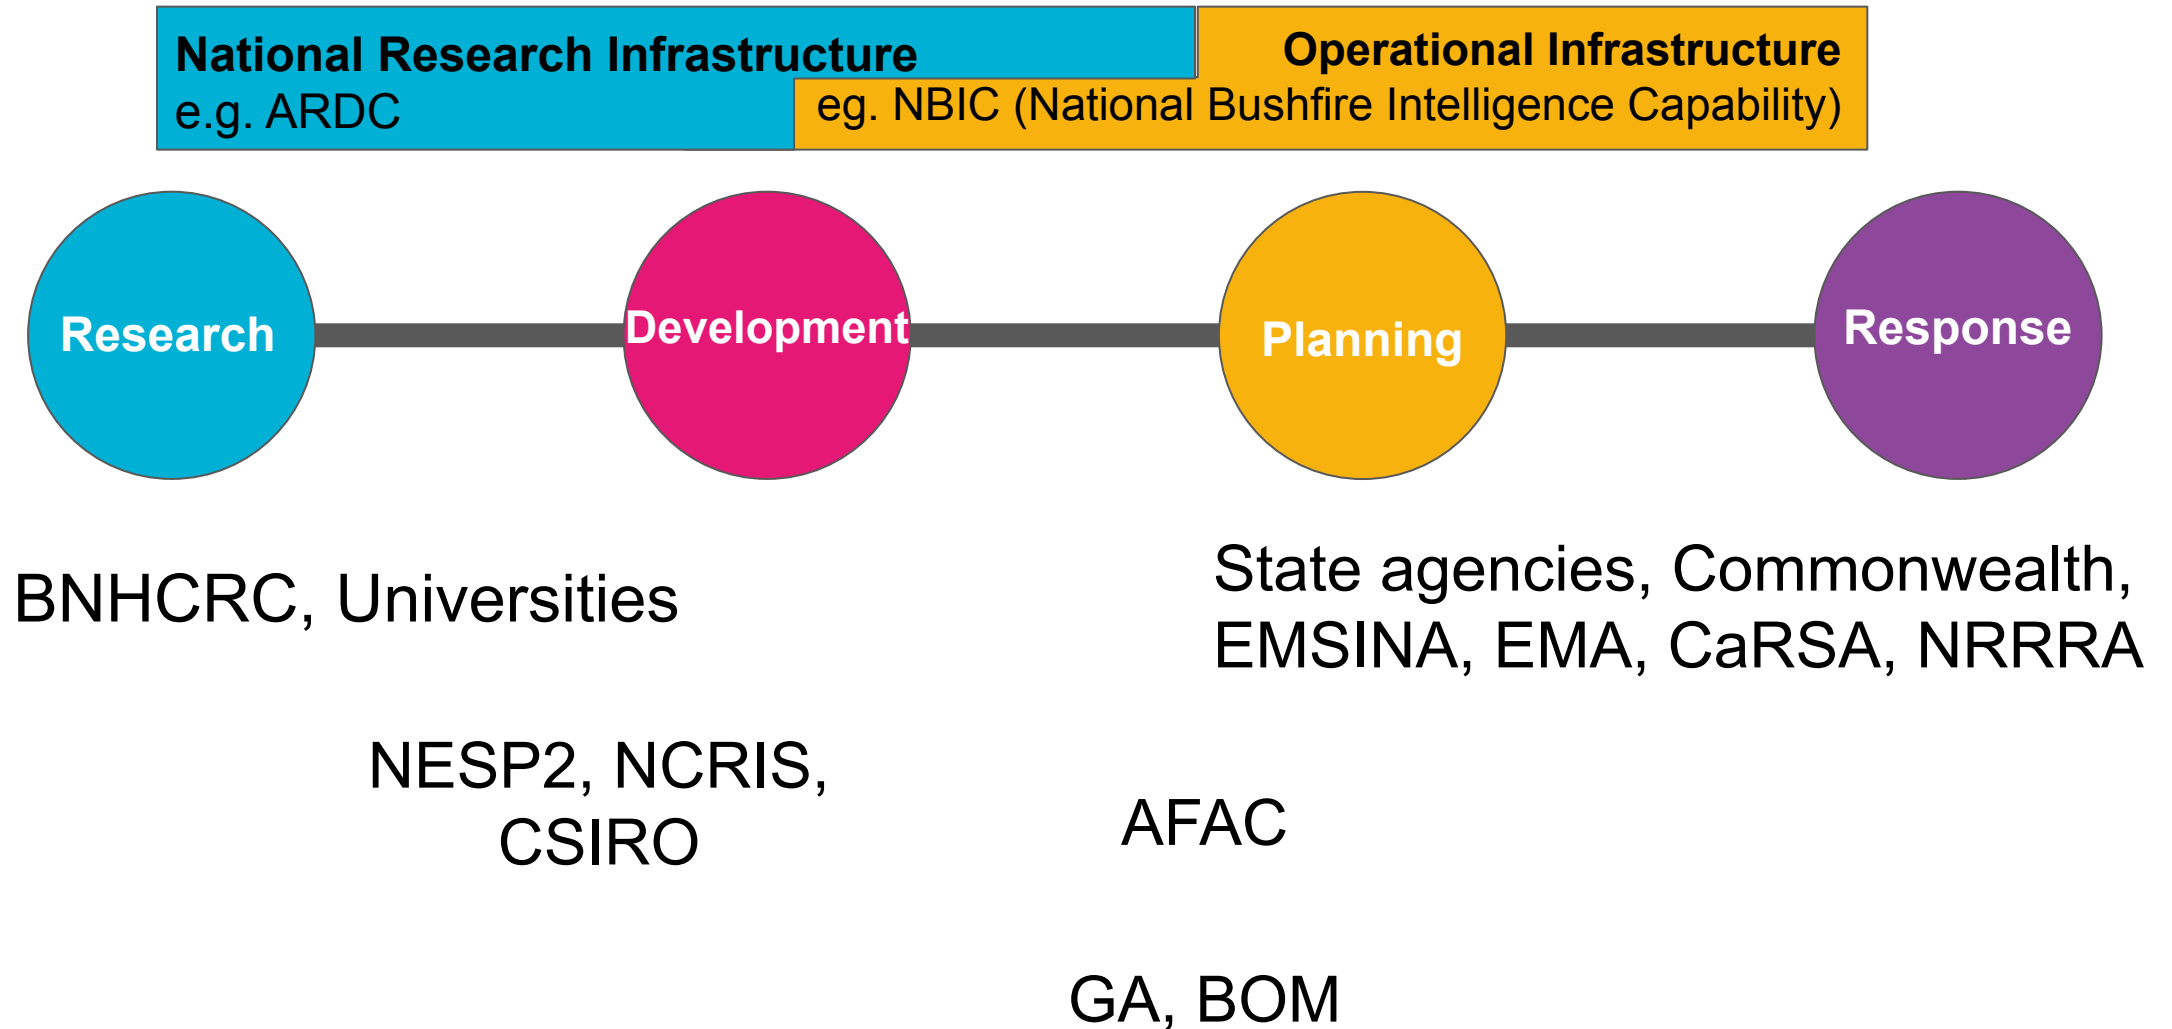 National Research Infrastructure
e.g. ARDC
Operational Infrastructure
eg. NBIC (National Bushfire Intelligence Capability)
Research
Development
Planning
Response
BNHCRC, Universities
State agencies, Commonwealth,
EMSINA, EMA, CaRSA, NRRRA
NESP2, NCRIS,
CSIRO
AFAC
GA, BOM